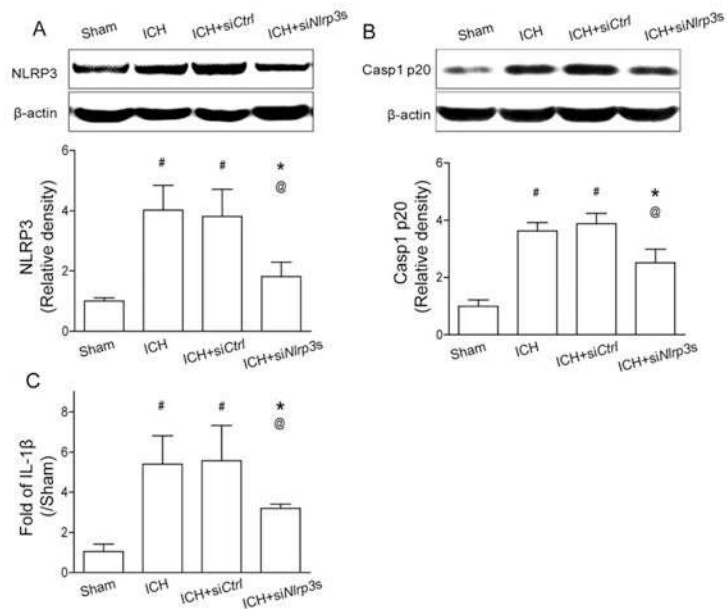 A
Sham
ICH
ICH+siCtrl
ICH+siNlrp3s
NLRP3
β-actin
6
4
2
0
NLRP3
(Relative density)
#
#
*
@
Sham
ICH
ICH+siCtrl
ICH+siNlrp3s
B
Sham
ICH
ICH+siCtrl
ICH+siNlrp3s
Casp1 p20
β-actin
6
4
2
0
Casp1 p20
(Relative density)
#
#
*
@
Sham
ICH
ICH+siCtrl
ICH+siNlrp3s
C
8
6
4
2
0
Fold of IL-1β
(/Sham)
#
#
*
@
Sham
ICH
ICH+siCtrl
ICH+siNlrp3s